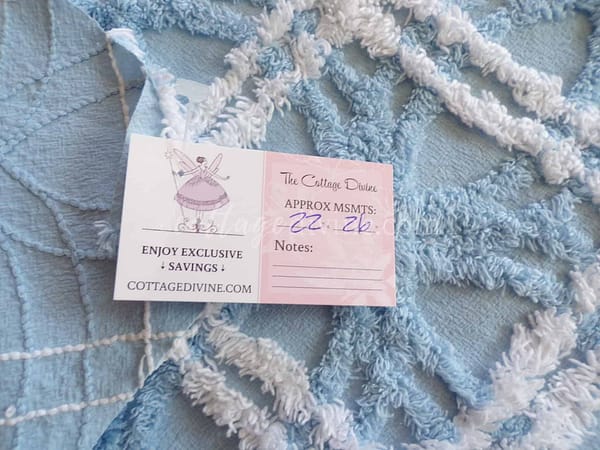 ENJOY EXCLUSIVE
↓ SAVINGS ↓
COTTAGEDIVINE.COM
The Cottage Divine
APPROX MSMTS:
22. 26
Notes: